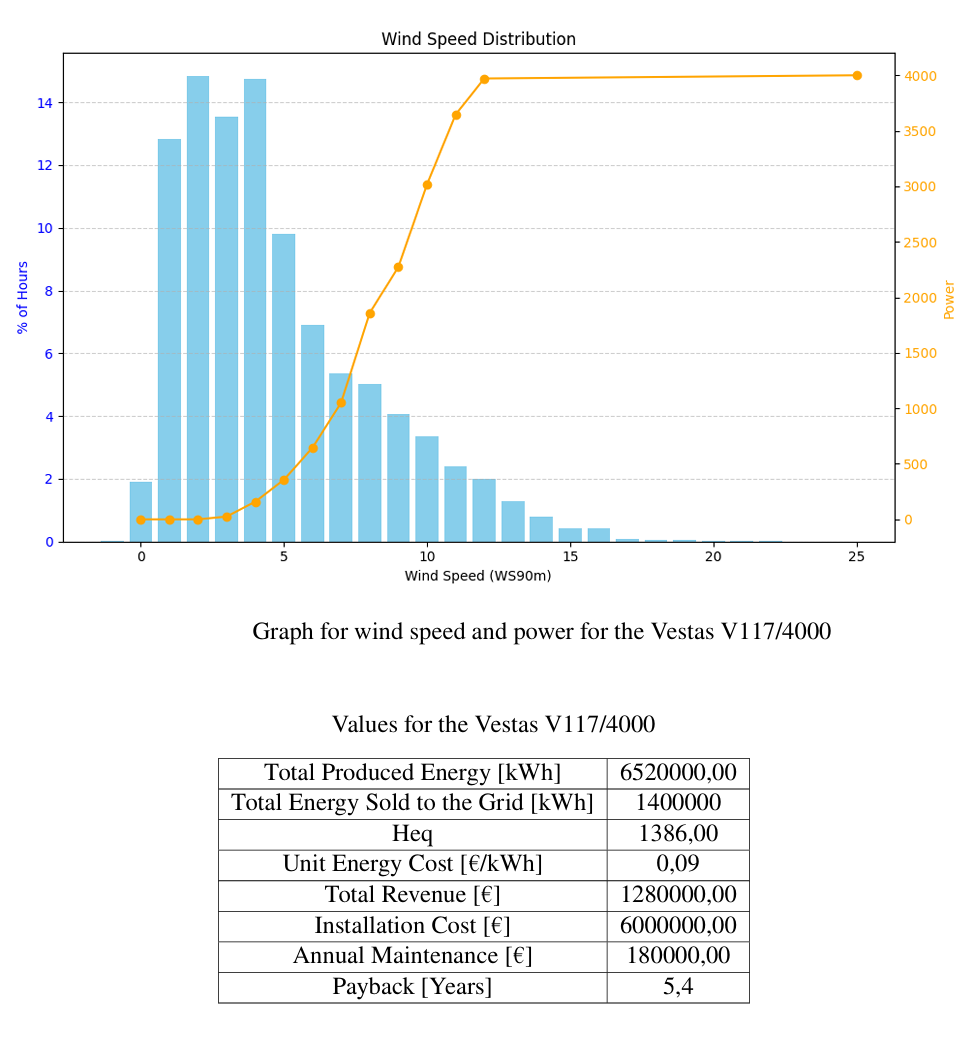 Wind Speed Distribution
14
12
10
8
6
4
2
0
% of Hours
4000
3500
3000
2500
2000
1500
1000
500
0
Power
0 5 10 15 20 25
Wind Speed (WS90m)
Graph for wind speed and power for the Vestas V117/4000
Values for the Vestas V117/4000
Total Produced Energy [kWh] 6520000,00
Total Energy Sold to the Grid [kWh] 1400000
Heq 1386,00
Unit Energy Cost [€/kWh] 0,09
Total Revenue [€] 1280000,00
Installation Cost [€] 6000000,00
Annual Maintenance [€] 180000,00
Payback [Years] 5,4